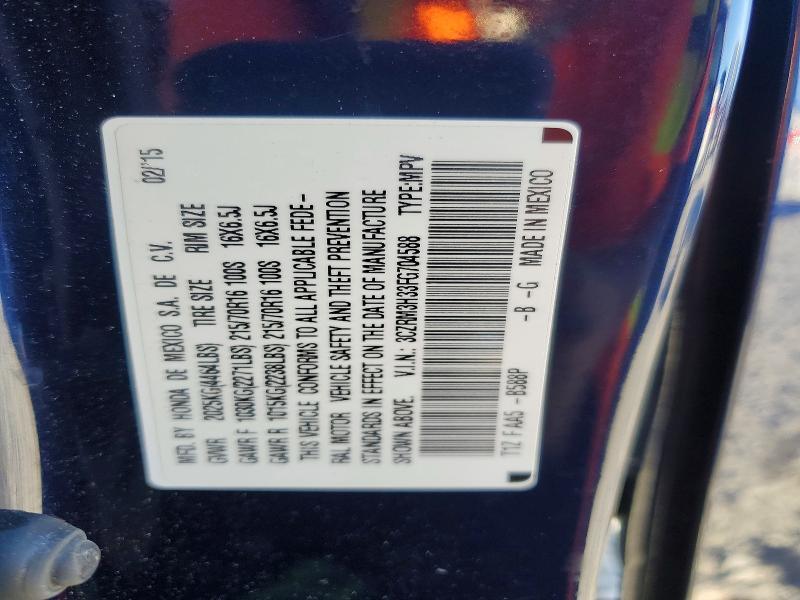 MFD. BY HONDA DE MEXICO S.A. DE C.V. 02/'15
GVWR 2025KG(4464LBS) TIRE SIZE RIM SIZE
GAWR F 1030KG(2271LBS) 215/70R16 100S 16X6.5J
GAWR R 1015KG(2238LBS) 215/70R16 100S 16X6.5J
THIS VEHICLE CONFORMS TO ALL APPLICABLE FEDE-
RAL MOTOR VEHICLE SAFETY AND THEFT PREVENTION
STANDARDS IN EFFECT ON THE DATE OF MANUFACTURE
SHOWN ABOVE. V.I.N.: 3CZRM3H33FG704588 TYPE:MPV
T1Z F AA5 -B588P -B -G MADE IN MEXICO